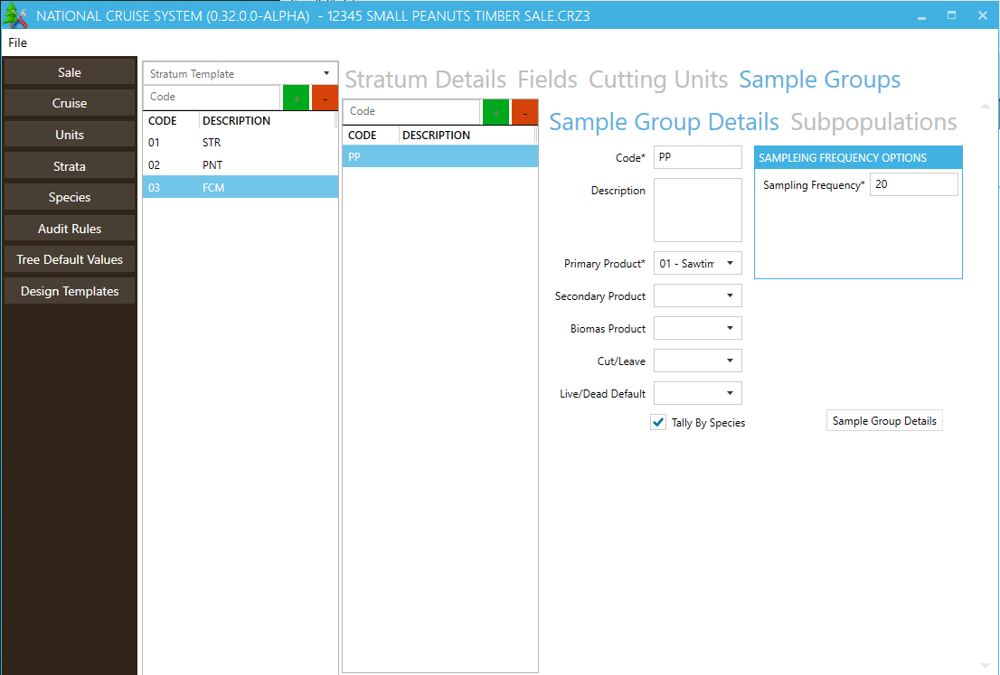 NATIONAL CRUISE SYSTEM (0.32.0.0-ALPHA) - 12345 SMALL PEANUTS TIMBER SALE.CRZ3
File
Sale
Cruise
Units
Strata
Species
Audit Rules
Tree Default Values
Design Templates
Stratum Template
Code
+ -
CODE DESCRIPTION
01 STR
02 PNT
03 FCM
Stratum Details Fields Cutting Units Sample Groups
Code
+ -
CODE DESCRIPTION
PP
Sample Group Details Subpopulations
Code* PP
Description
Primary Product* 01 - Sawtim
Secondary Product
Biomas Product
Cut/Leave
Live/Dead Default
Tally By Species
SAMPLEING FREQUENCY OPTIONS
Sampling Frequency* 20
Sample Group Details